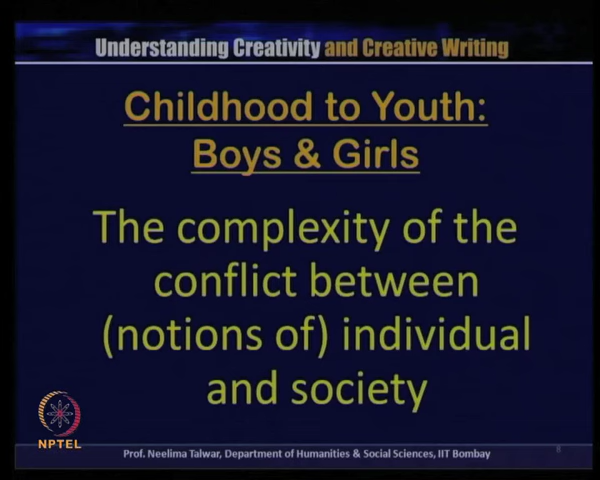 Understanding Creativity and Creative Writing
Childhood to Youth:
Boys & Girls
The complexity of the
conflict between
(notions of) individual
and society
NPTEL
Prof. Neelima Talwar, Department of Humanities & Social Sciences, IIT Bombay